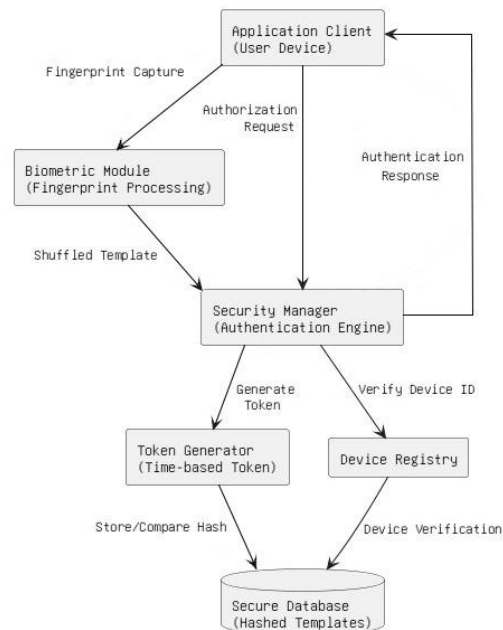 Application Client
(User Device)
Fingerprint Capture
Authorization
Request
Authentication
Response
Biometric Module
(Fingerprint Processing)
Shuffled Template
Security Manager
(Authentication Engine)
Generate
Token
Verify Device ID
Token Generator
(Time-based Token)
Device Registry
Store/Compare Hash
Device Verification
Secure Database
(Hashed Templates)